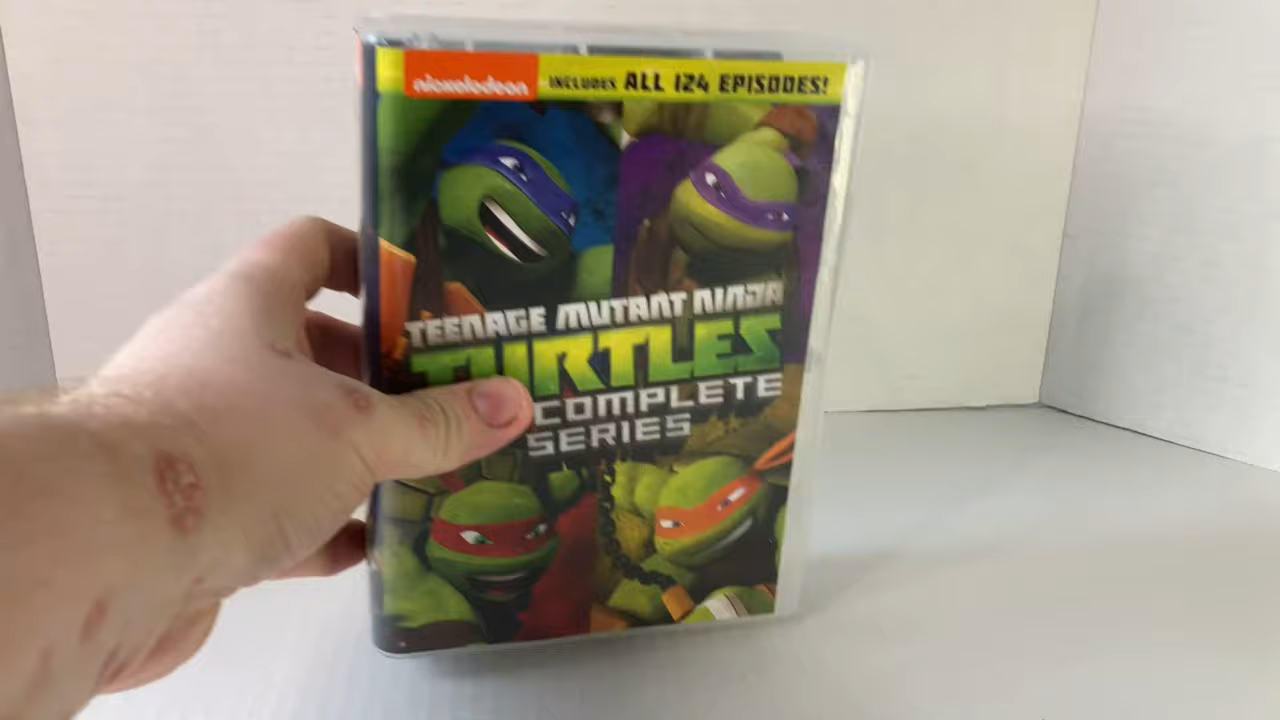 nickelodeon
INCLUDES ALL 124 EPISODES!
TEENAGE MUTANT NINJA
TURTLES
COMPLETE
SERIES